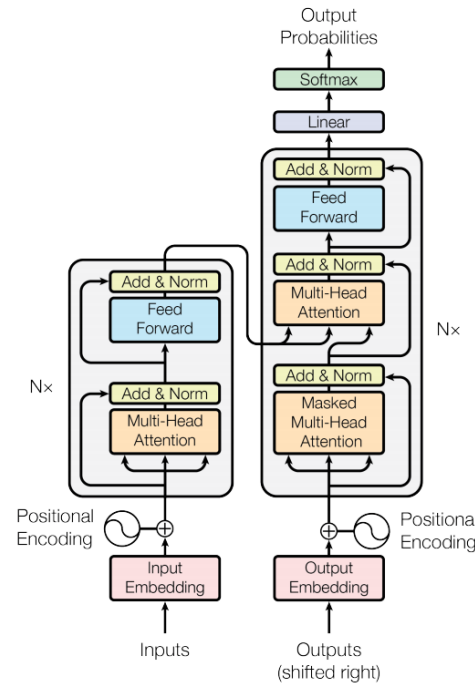 Output
Probabilities
Softmax
Linear
Add & Norm
Feed
Forward
Add & Norm
Multi-Head
Attention
Add & Norm
Masked
Multi-Head
Attention
Nx
Add & Norm
Feed
Forward
Add & Norm
Multi-Head
Attention
Nx
Positional
Encoding
Positional
Encoding
Input
Embedding
Output
Embedding
Inputs
Outputs
(shifted right)